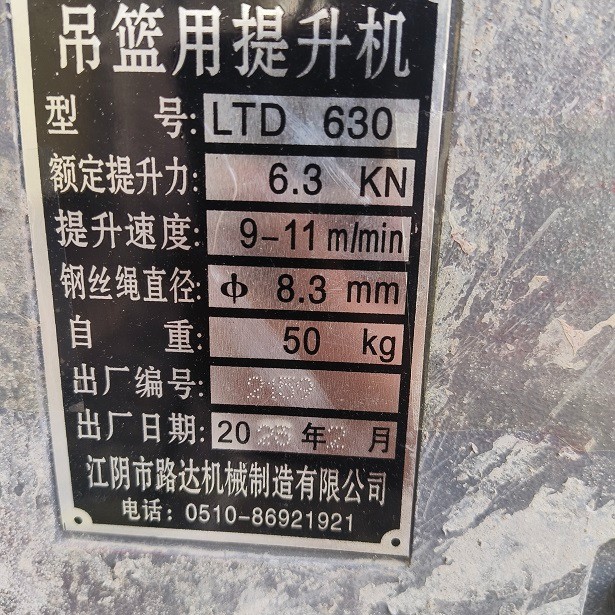 吊篮用提升机
型 号: LTD 630
额定提升力: 6.3 KN
提升速度: 9-11 m/min
钢丝绳直径: ф 8.3 mm
自 重: 50 kg
出厂编号:
出厂日期: 20 年 月
江阴市路达机械制造有限公司
电话: 0510-86921921